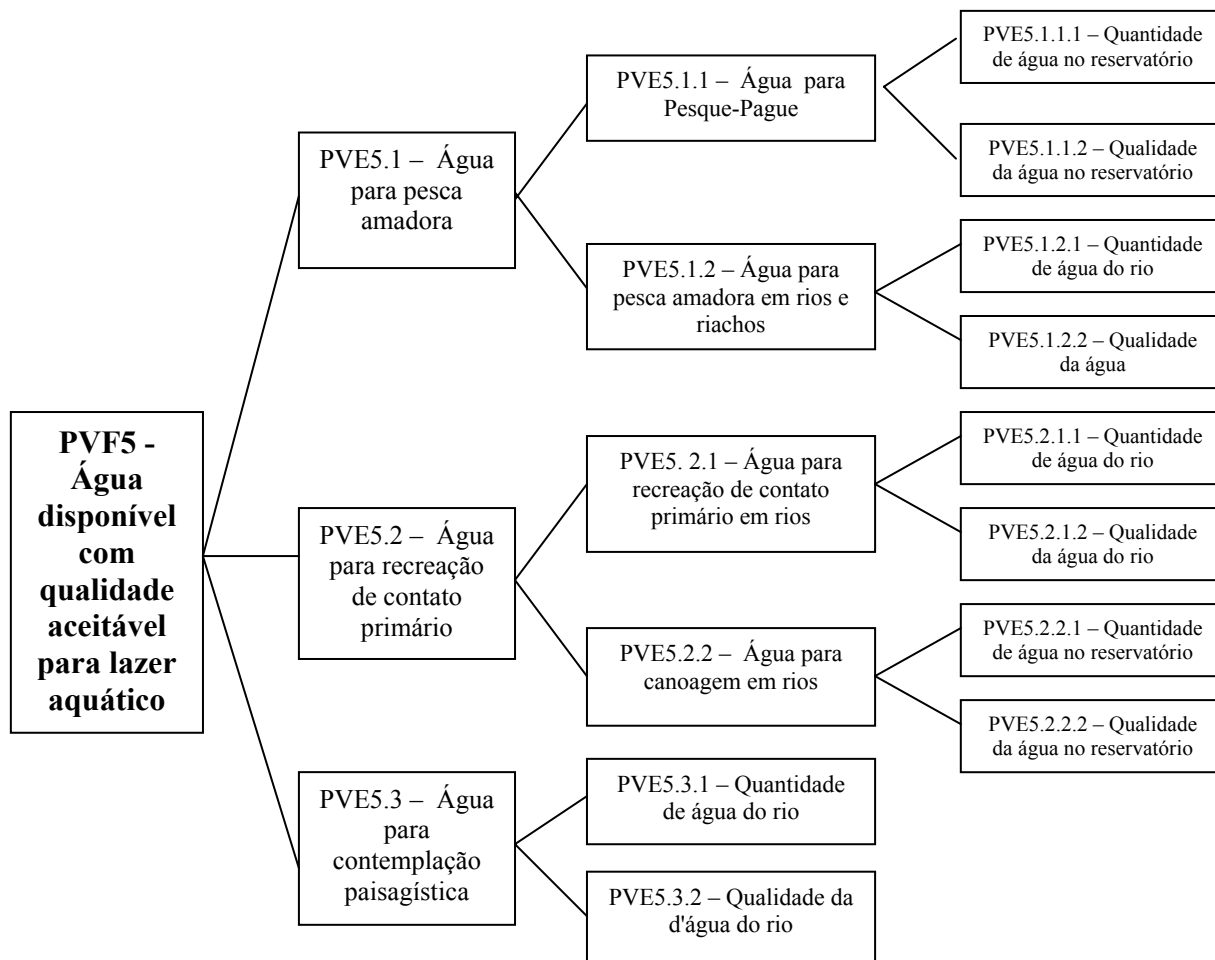 PVF5 -
Água
disponível
com
qualidade
aceitável
para lazer
aquático
PVE5.1 – Água
para pesca
amadora
PVE5.1.1 – Água para
Pesque-Pague
PVE5.1.1.1 – Quantidade
de água no reservatório
PVE5.1.1.2 – Qualidade
da água no reservatório
PVE5.1.2 – Água para
pesca amadora em rios e
riachos
PVE5.1.2.1 – Quantidade
de água do rio
PVE5.1.2.2 – Qualidade
da água
PVE5.2 – Água
para recreação
de contato
primário
PVE5. 2.1 – Água para
recreação de contato
primário em rios
PVE5.2.1.1 – Quantidade
de água do rio
PVE5.2.1.2 – Qualidade
da água do rio
PVE5.2.2 – Água para
canoagem em rios
PVE5.2.2.1 – Quantidade
de água no reservatório
PVE5.2.2.2 – Qualidade
da água no reservatório
PVE5.3 – Água
para
contemplação
paisagística
PVE5.3.1 – Quantidade
de água do rio
PVE5.3.2 – Qualidade da
d'água do rio